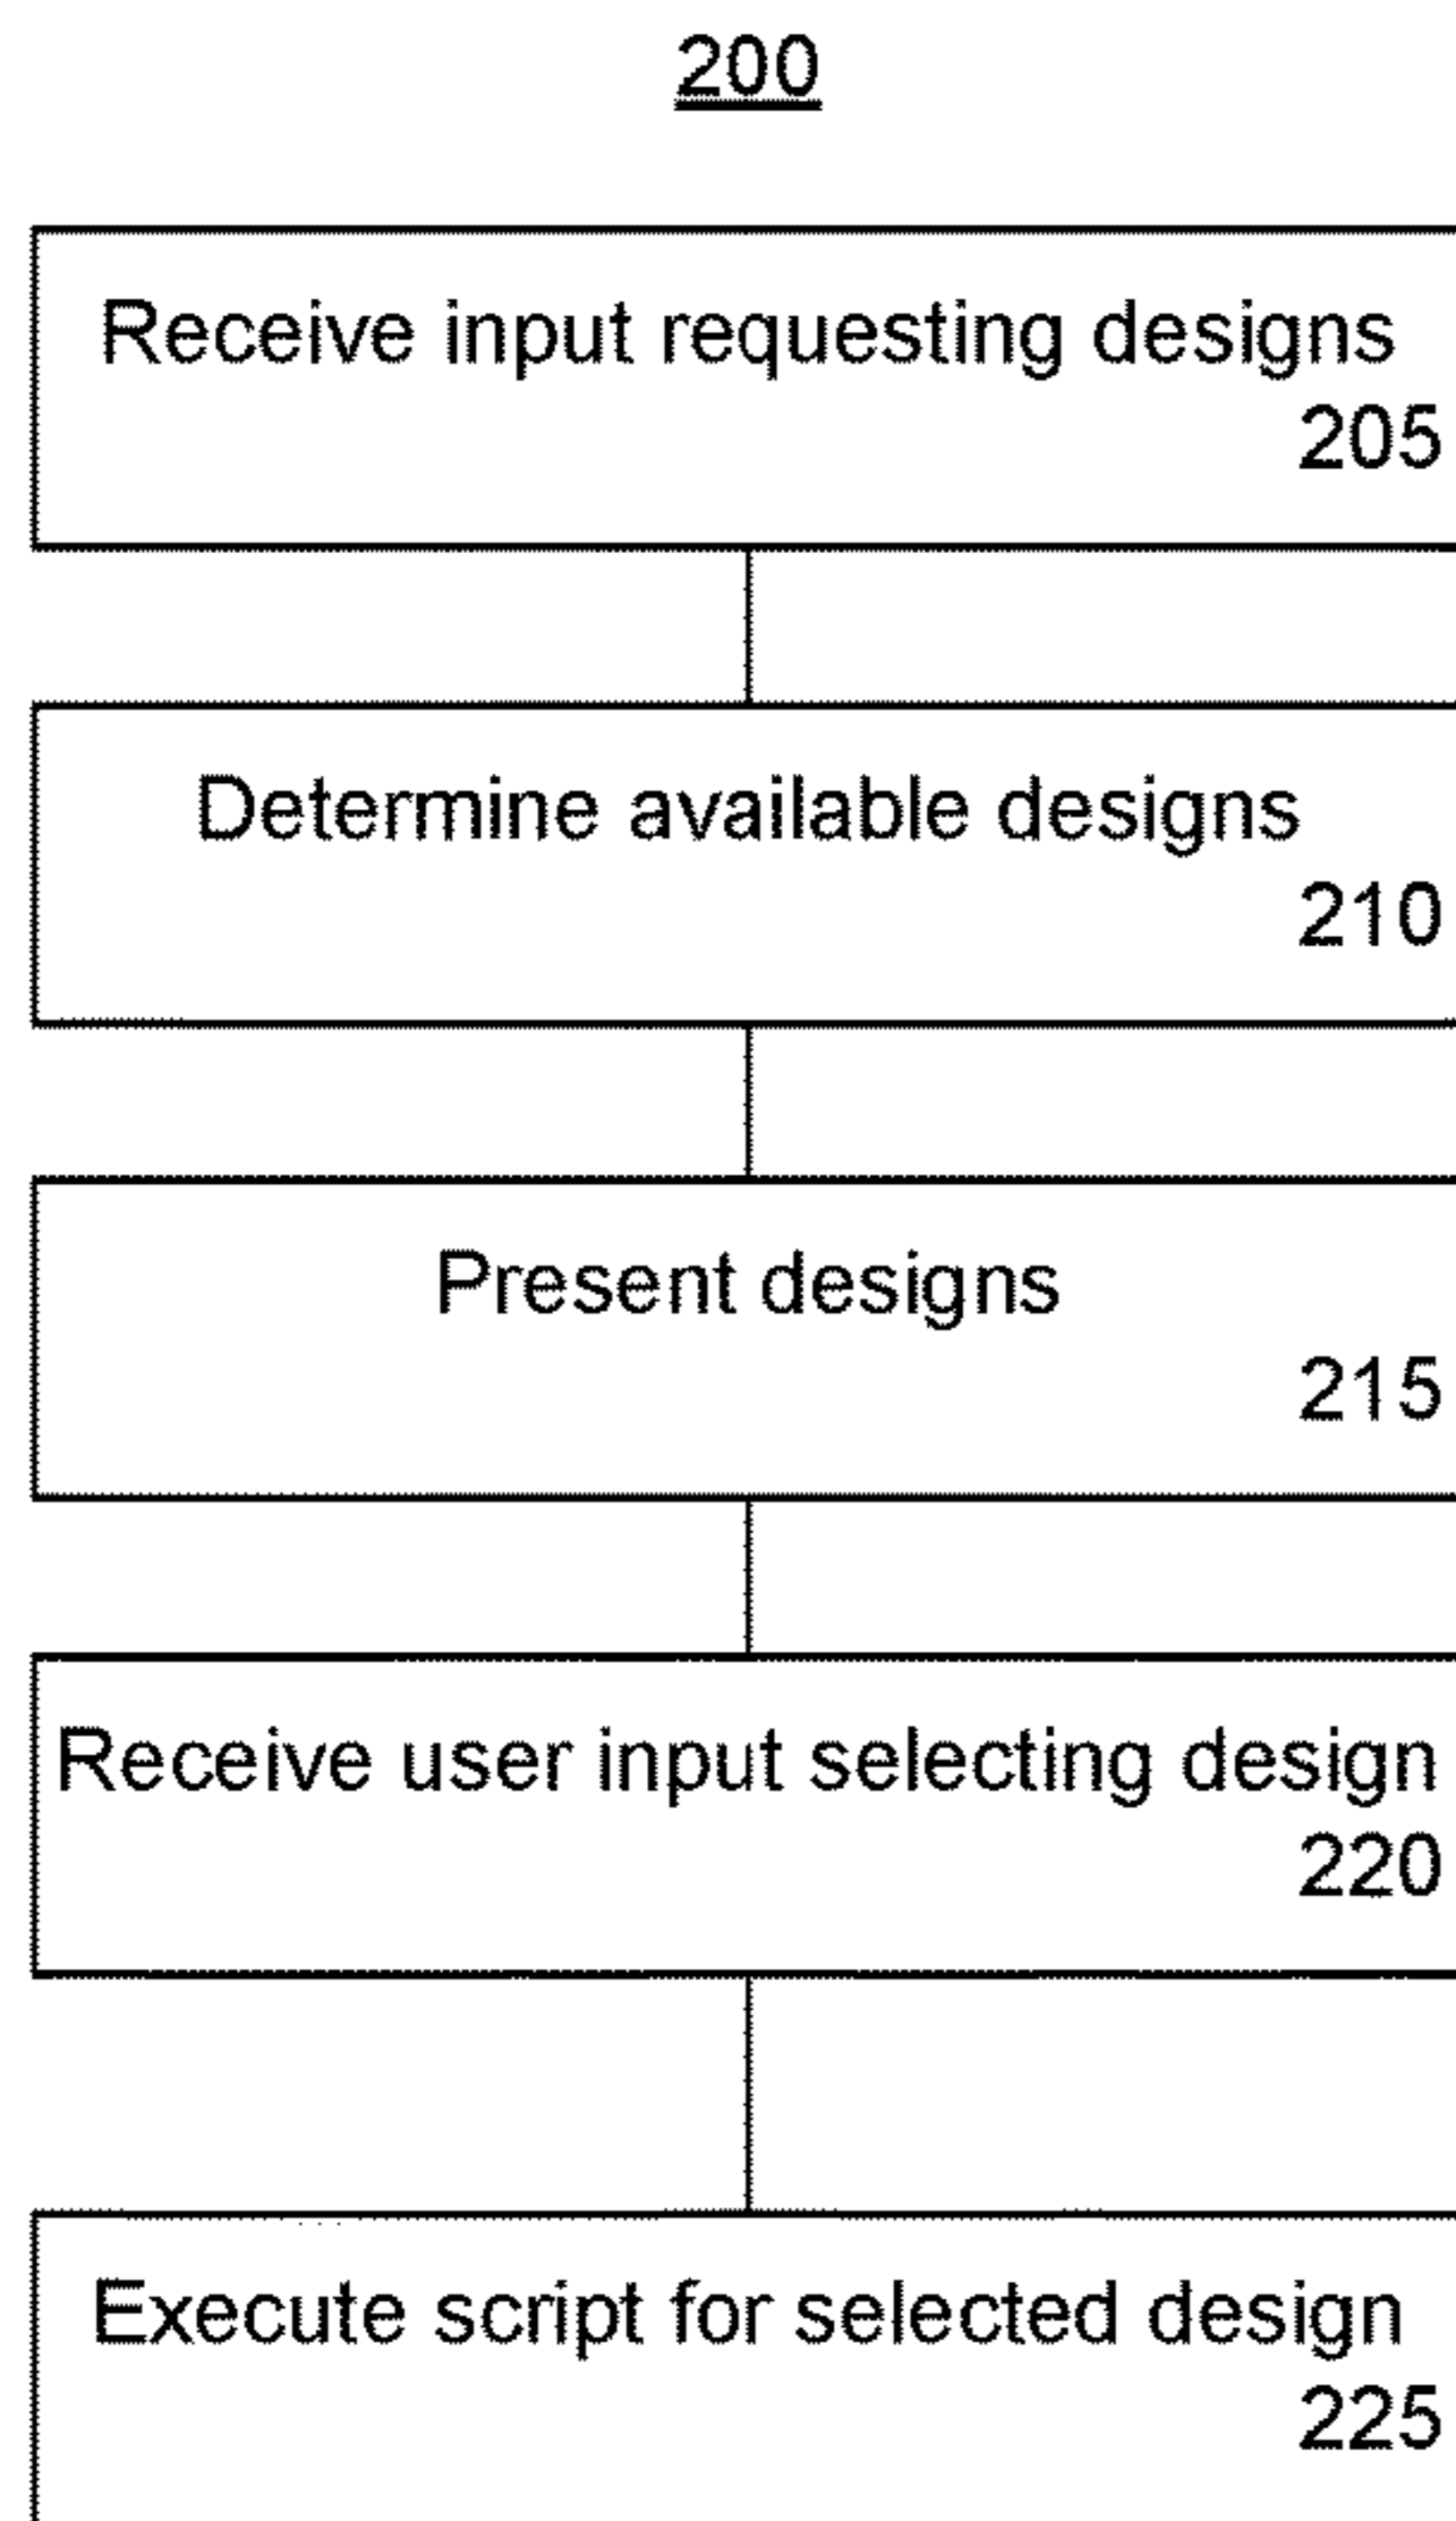 200
Receive input requesting designs
205
Determine available designs
210
Present designs
215
Receive user input selecting design
220
Execute script for selected design
225